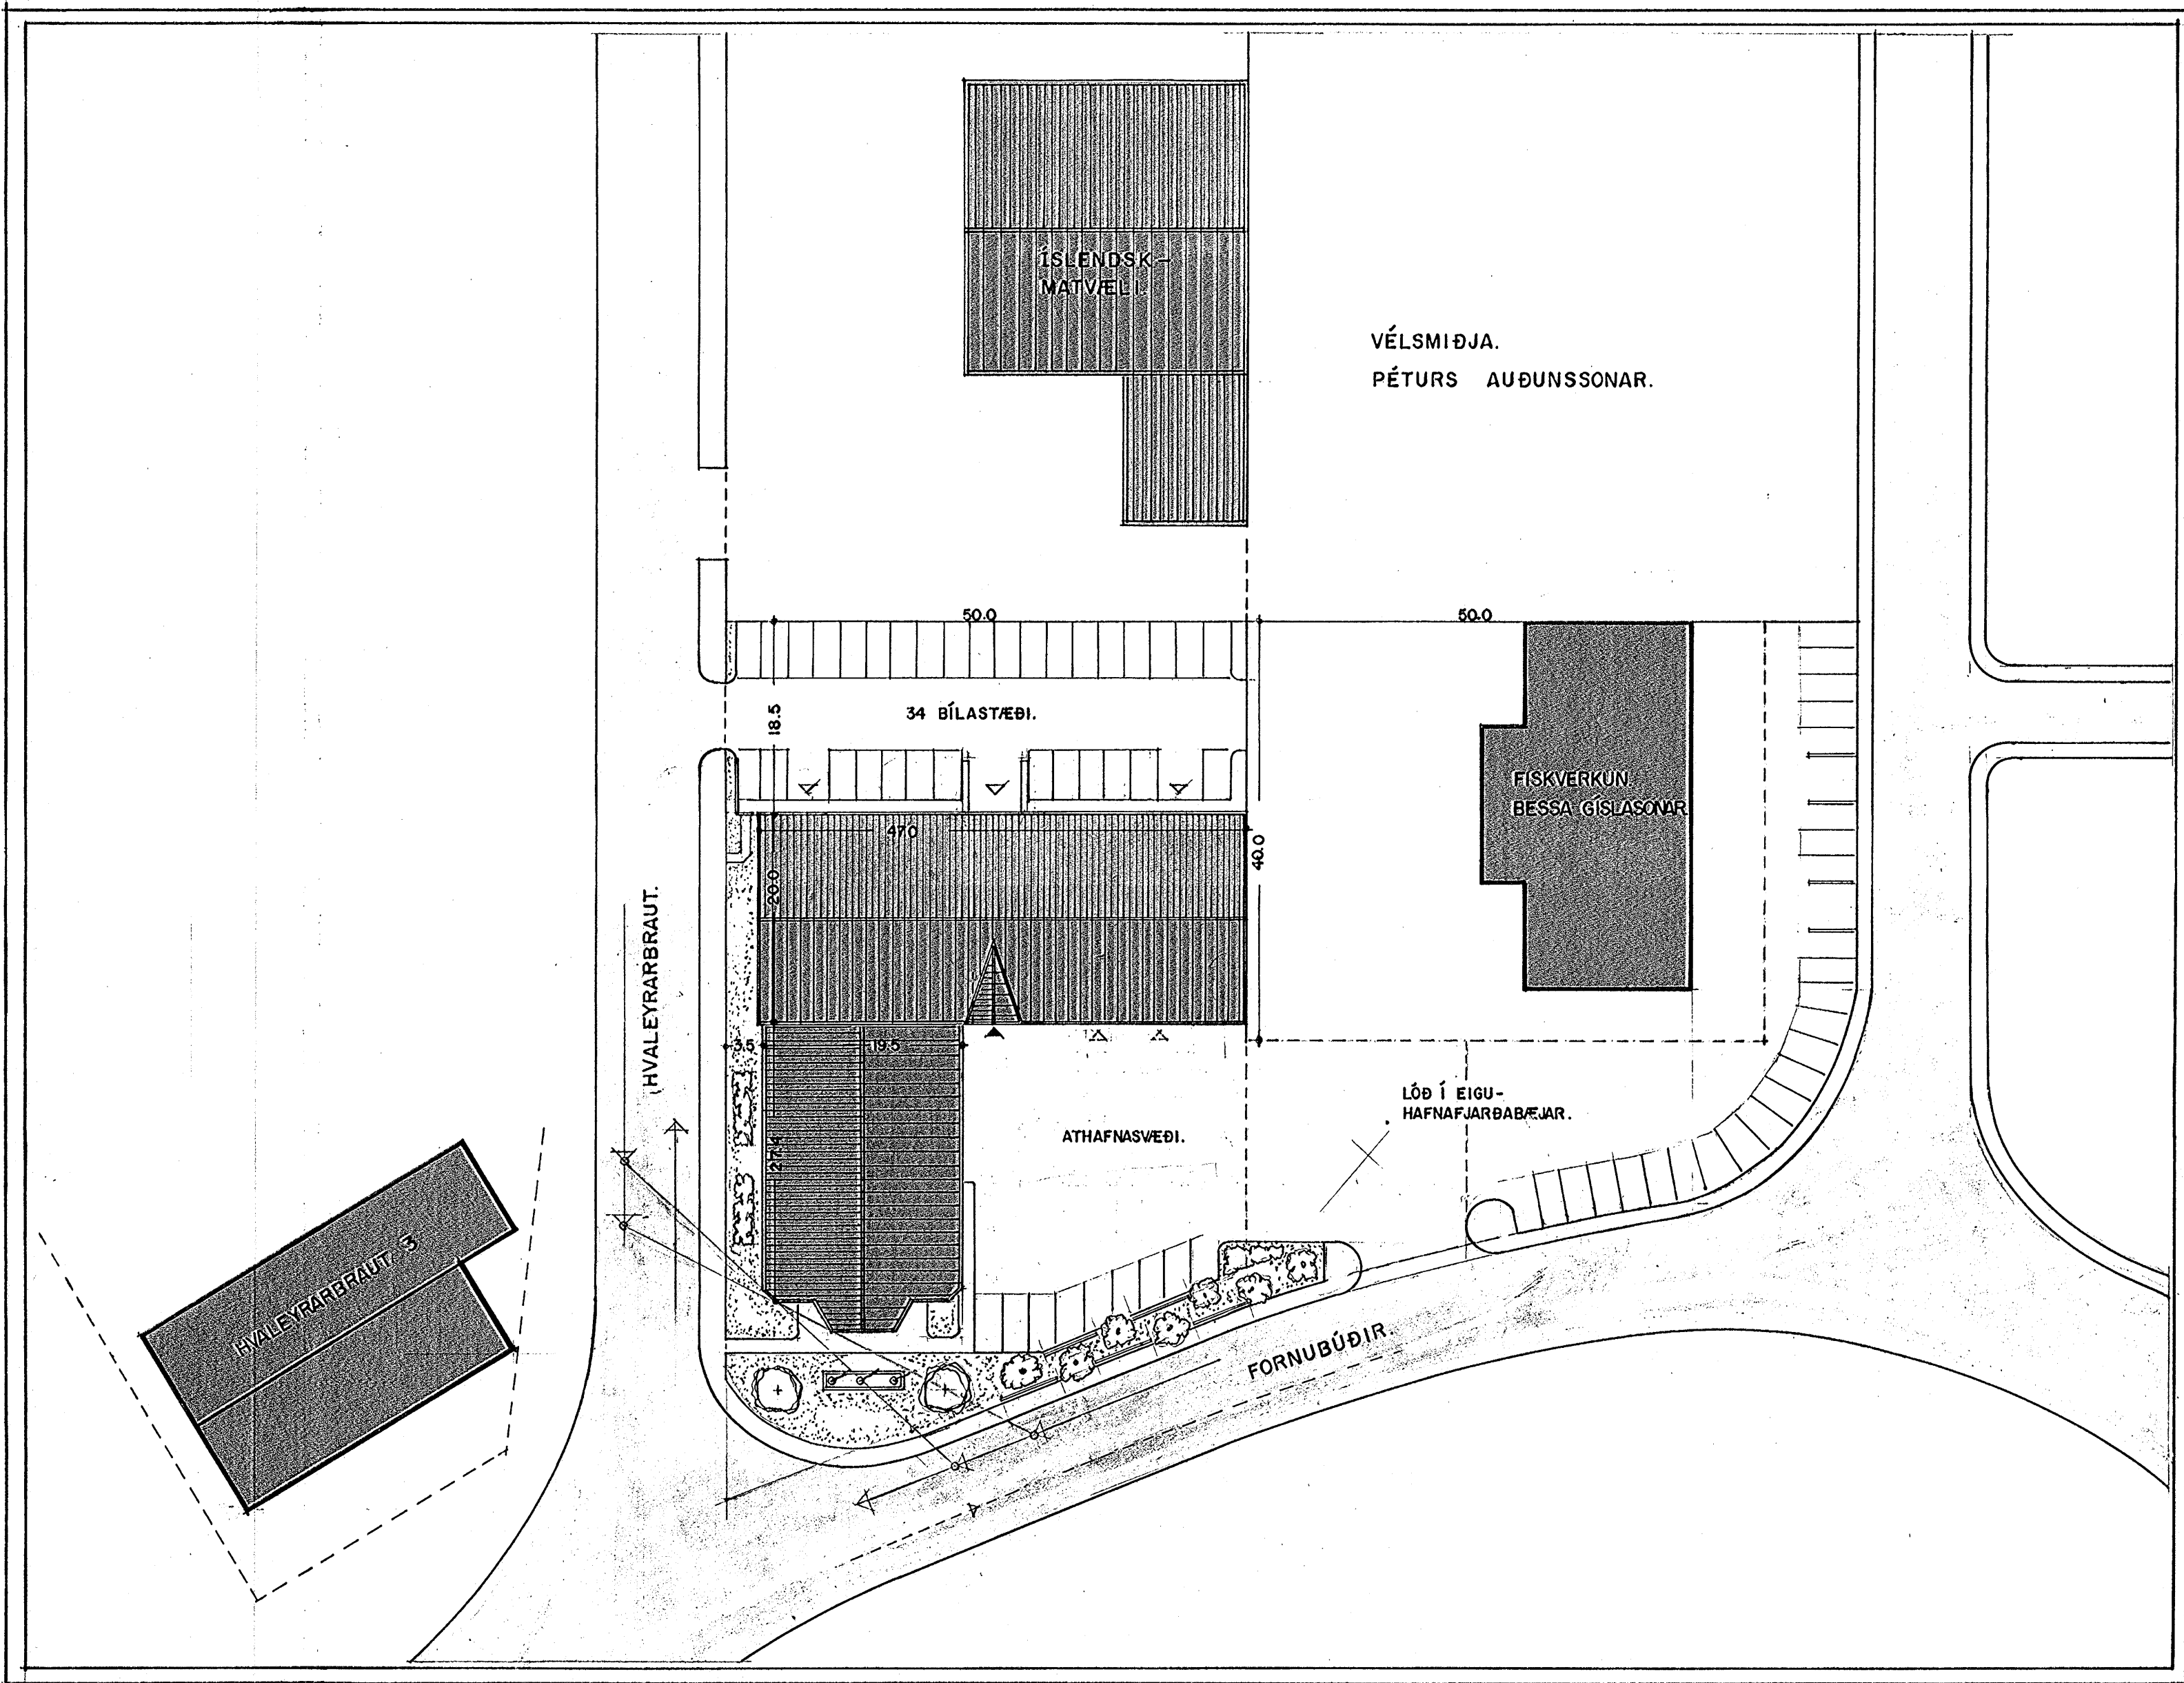 ÍSLENDSK-
MATVÆLI.
VÉLSMIÐJA.
PÉTURS AUÐUNSSONAR.
50.0
50.0
18.5
34 BÍLASTÆÐI.
FISKVERKUN.
BESSA GÍSLASONAR
47.0
40.0
20.0
HVALEYRARBRAUT.
3.5
19.5
LÓÐ Í EIGU-
HAFNAFJARÐABÆJAR.
ATHAFNASVÆÐI.
27.4
HVALEYRARBRAUT. 3
FORNUBÚÐIR.